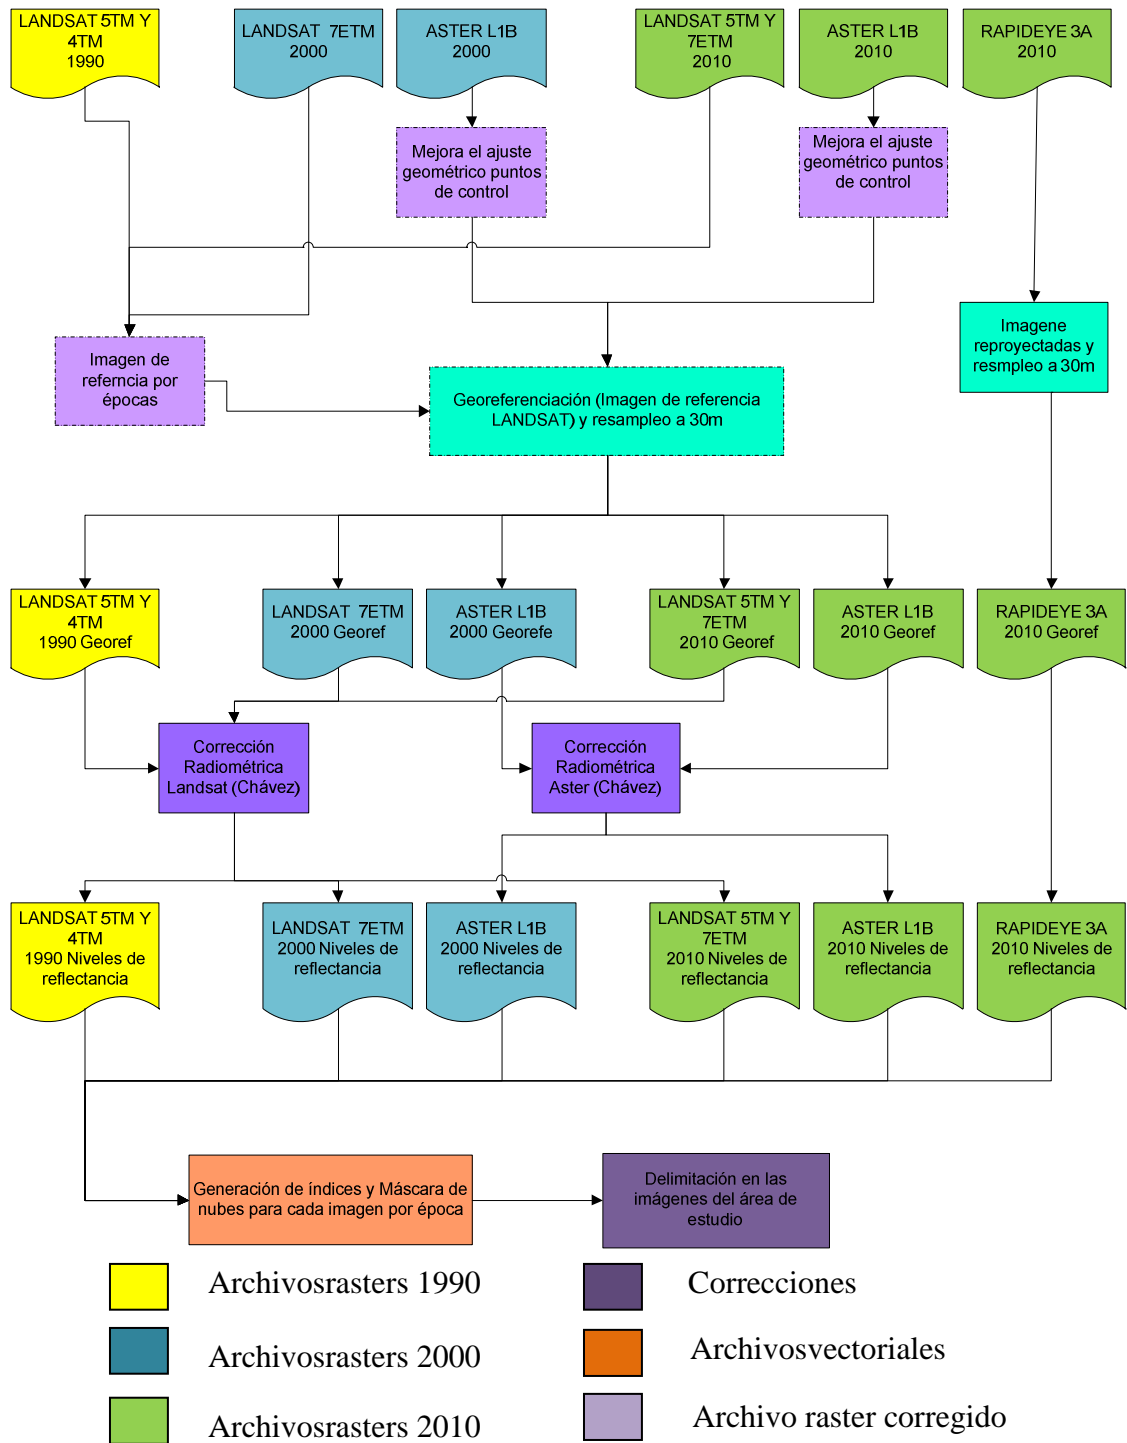 LANDSAT 5TM Y
4TM
1990
LANDSAT 7ETM
2000
ASTER L1B
2000
LANDSAT 5TM Y
7ETM
2010
ASTER L1B
2010
RAPIDEYE 3A
2010
Mejora el ajuste
geométrico puntos
de control
Mejora el ajuste
geométrico puntos
de control
Imagen de
referncia por
épocas
Georeferenciación (Imagen de referencia
LANDSAT) y resampleo a 30m
Imagene
reproyectadas y
resmpleo a 30m
LANDSAT 5TM Y
4TM
1990 Georef
LANDSAT 7ETM
2000 Georef
ASTER L1B
2000 Georefe
LANDSAT 5TM Y
7ETM
2010 Georef
ASTER L1B
2010 Georef
RAPIDEYE 3A
2010 Georef
Corrección
Radiométrica
Landsat (Chávez)
Corrección
Radiométrica
Aster (Chávez)
LANDSAT 5TM Y
4TM
1990 Niveles de
reflectancia
LANDSAT 7ETM
2000 Niveles de
reflectancia
ASTER L1B
2000 Niveles de
reflectancia
LANDSAT 5TM Y
7ETM
2010 Niveles de
reflectancia
ASTER L1B
2010 Niveles de
reflectancia
RAPIDEYE 3A
2010 Niveles de
reflectancia
Generación de índices y Máscara de
nubes para cada imagen por época
Delimitación en las
imágenes del área de
estudio
Archivosrasters 1990
Correcciones
Archivosrasters 2000
Archivosvectoriales
Archivosrasters 2010
Archivo raster corregido